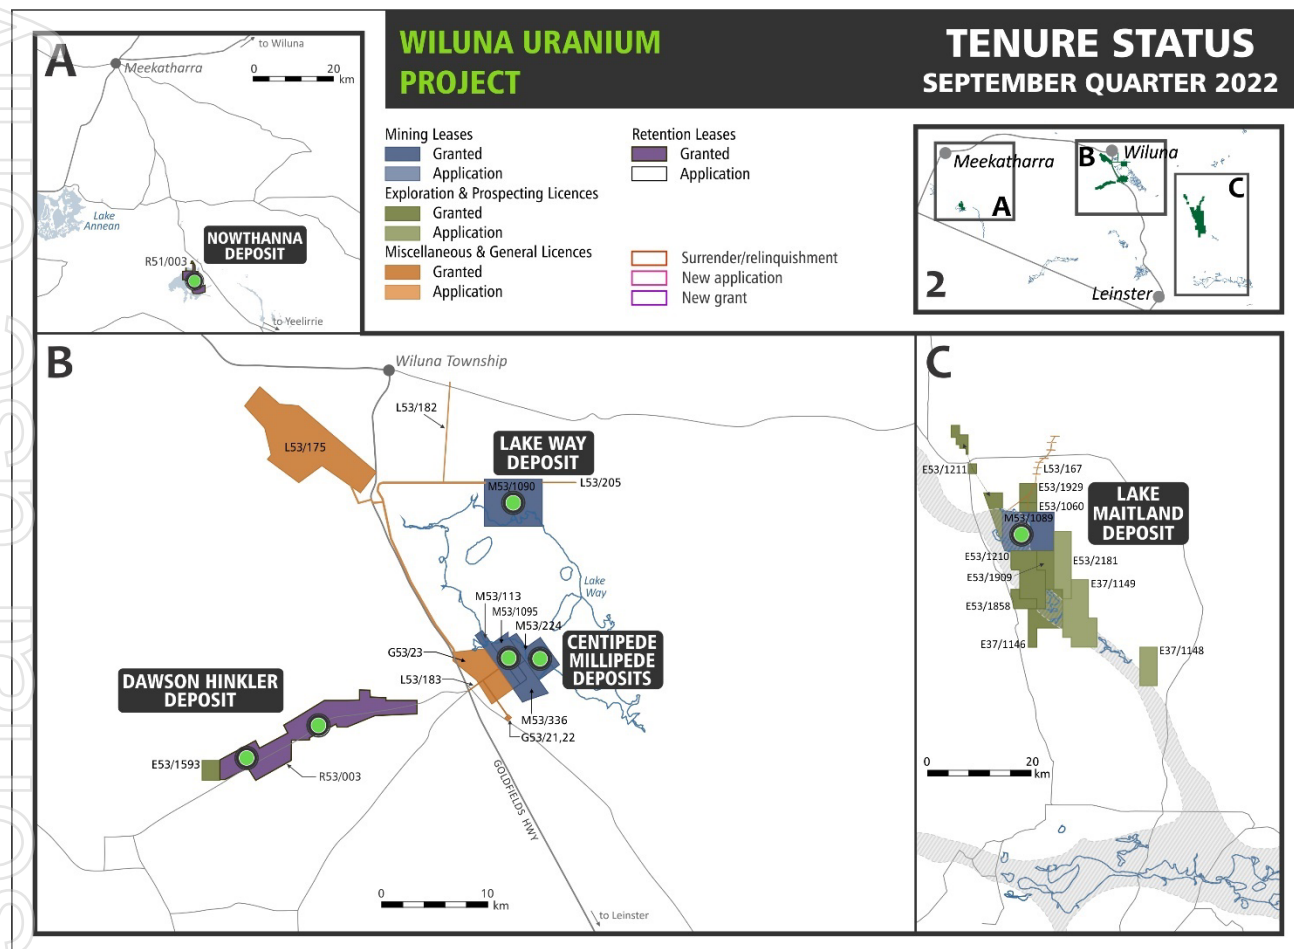 WILUNA URANIUM
PROJECT
TENURE STATUS
SEPTEMBER QUARTER 2022
A
to Wiluna
Meekatharra
0 20
km
Lake
Annean
NOWTHANNA
DEPOSIT
R51/003
to Yeelirrie
Mining Leases
Granted
Application
Exploration & Prospecting Licences
Granted
Application
Miscellaneous & General Licences
Granted
Application
Retention Leases
Granted
Application
Surrender/relinquishment
New application
New grant
Meekatharra
B
Wiluna
C
A
2
Leinster
B
Wiluna Township
L53/182
L53/175
LAKE WAY
DEPOSIT
M53/1090
L53/205
Lake
Way
M53/113
M53/1095
M53/224
G53/23
CENTIPEDE
MILLIPEDE
DEPOSITS
L53/183
DAWSON HINKLER
DEPOSIT
M53/336
G53/21,22
E53/1593
R53/003
GOLDFIELDS HWY
0 10
km
to Leinster
C
E53/1211
L53/167
E53/1929
E53/1060
M53/1089
LAKE
MAITLAND
DEPOSIT
E53/1210
E53/2181
E53/1909
E37/1149
E53/1858
E37/1146
E37/1148
0 20
km